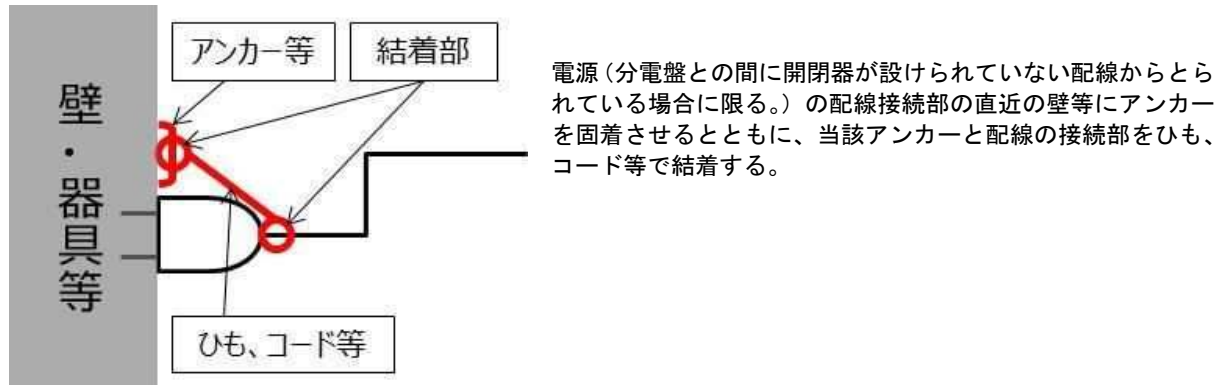 アンカー等
結着部
壁・器具等
ひも、コード等
電源（分電盤との間に開閉器が設けられていない配線からとら
れている場合に限る。）の配線接続部の直近の壁等にアンカー
を固着させるとともに、当該アンカーと配線の接続部をひも、
コード等で結着する。